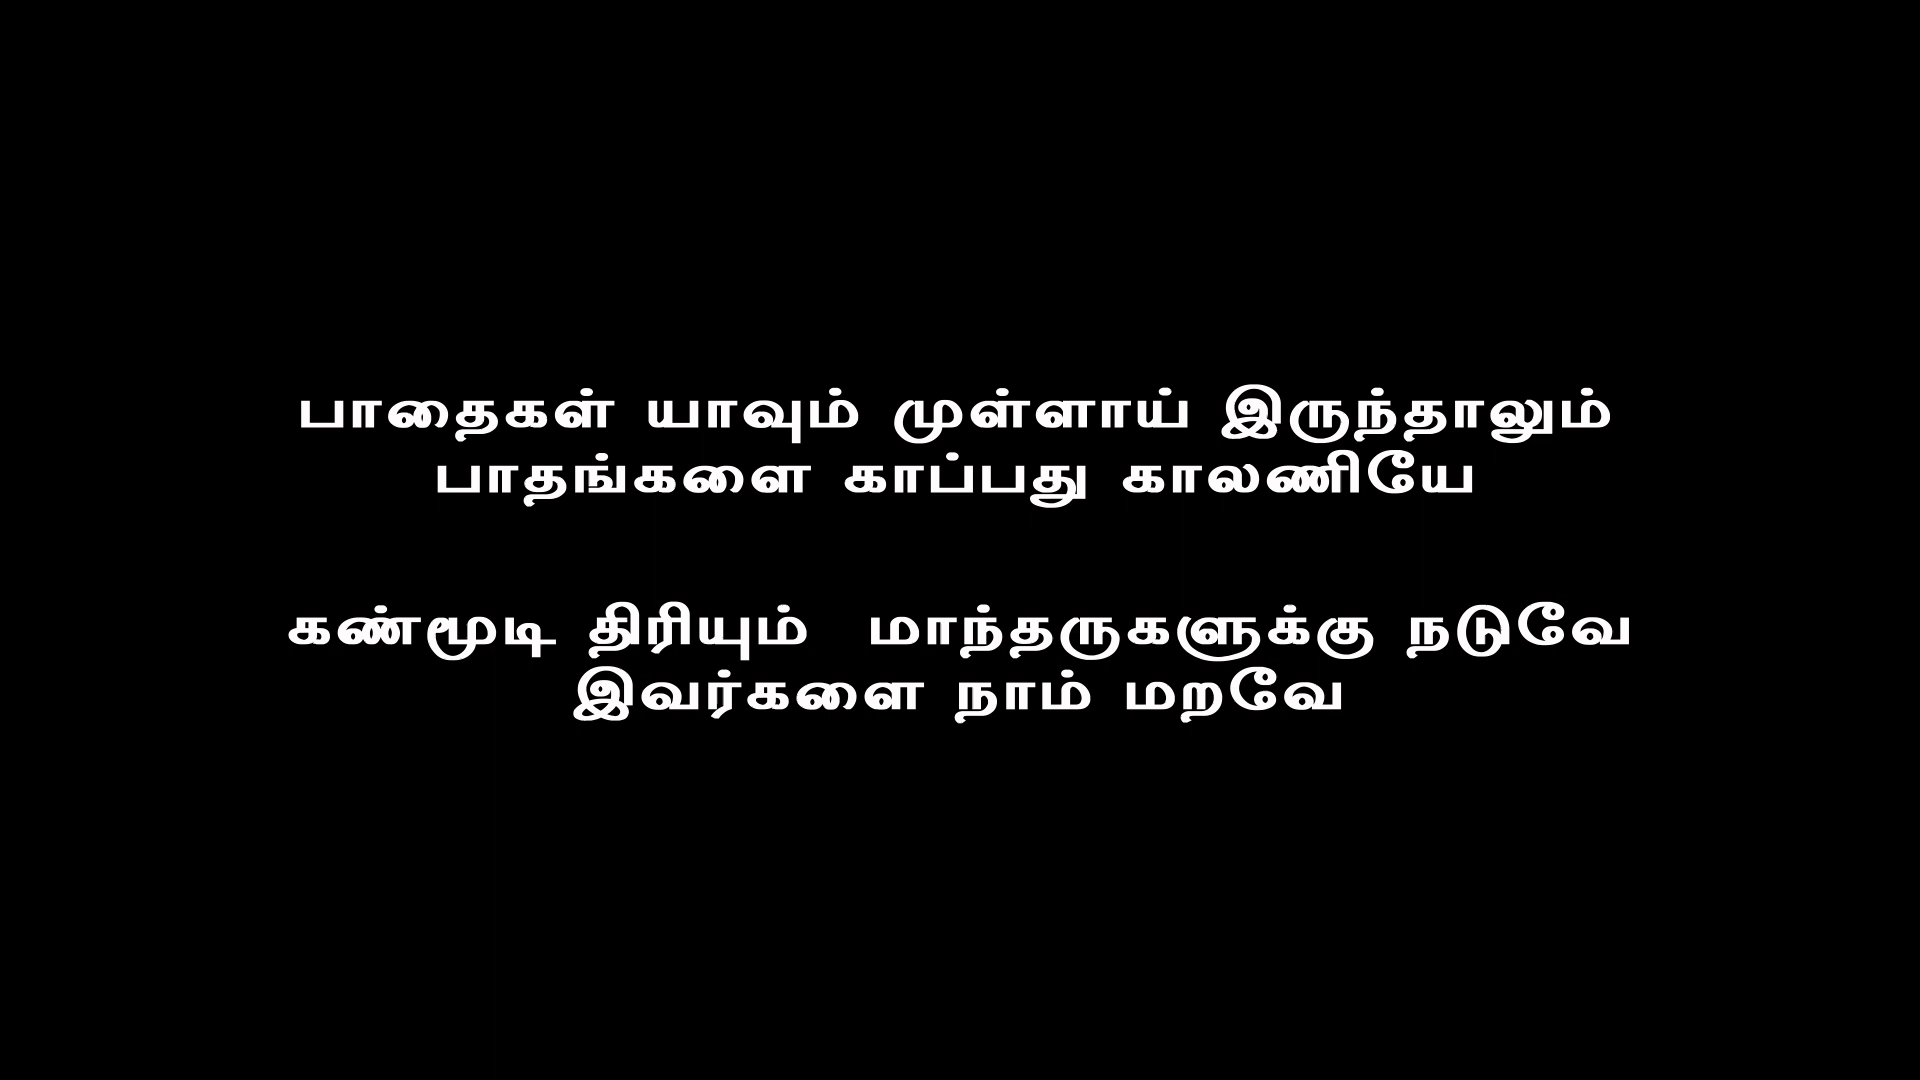 பாதைகள் யாவும் முள்ளாய் இருந்தாலும்
பாதங்களை காப்பது காலணியே
கண்மூடி திரியும் மாந்தருகளுக்கு நடுவே
இவர்களை நாம் மறவே